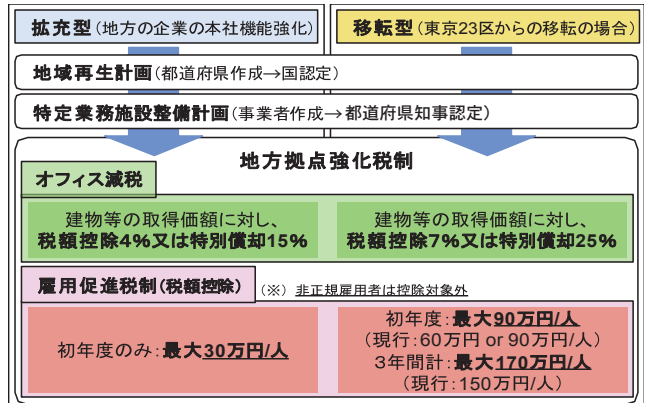 拡充型(地方の企業の本社機能強化)
移転型(東京23区からの移転の場合)
地域再生計画(都道府県作成→国認定)
特定業務施設整備計画(事業者作成→都道府県知事認定)
地方拠点強化税制
オフィス減税
建物等の取得価額に対し、
税額控除4%又は特別償却15%
建物等の取得価額に対し、
税額控除7%又は特別償却25%
雇用促進税制(税額控除)
(※) 非正規雇用者は控除対象外
初年度のみ:最大30万円/人
初年度:最大90万円/人
(現行:60万円 or 90万円/人)
3年間計:最大170万円/人
(現行:150万円/人)